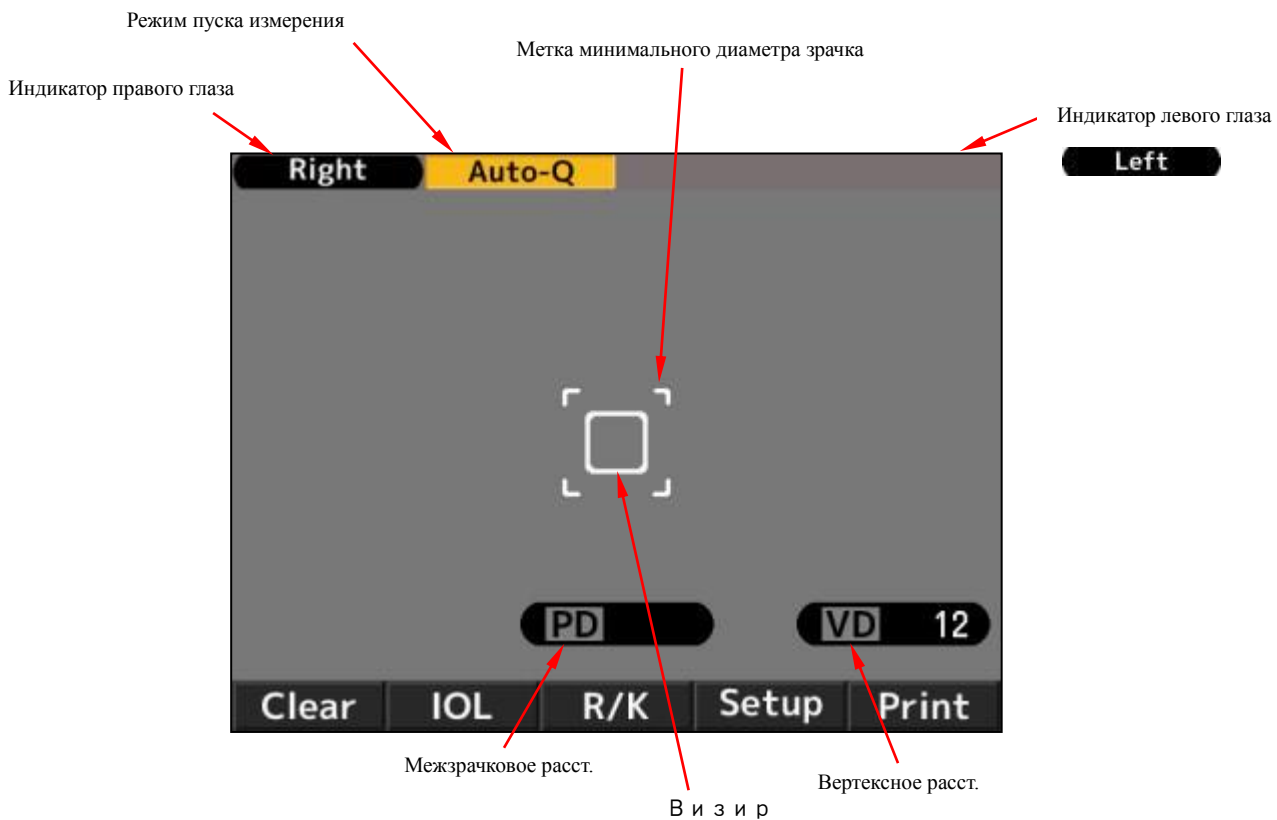 Режим пуска измерения
Метка минимального диаметра зрачка
Индикатор правого глаза
Индикатор левого глаза
Right
Auto-Q
Left
PD
VD 12
Clear IOL R/K Setup Print
Межзрачковое расст.
Вертексное расст.
Визир